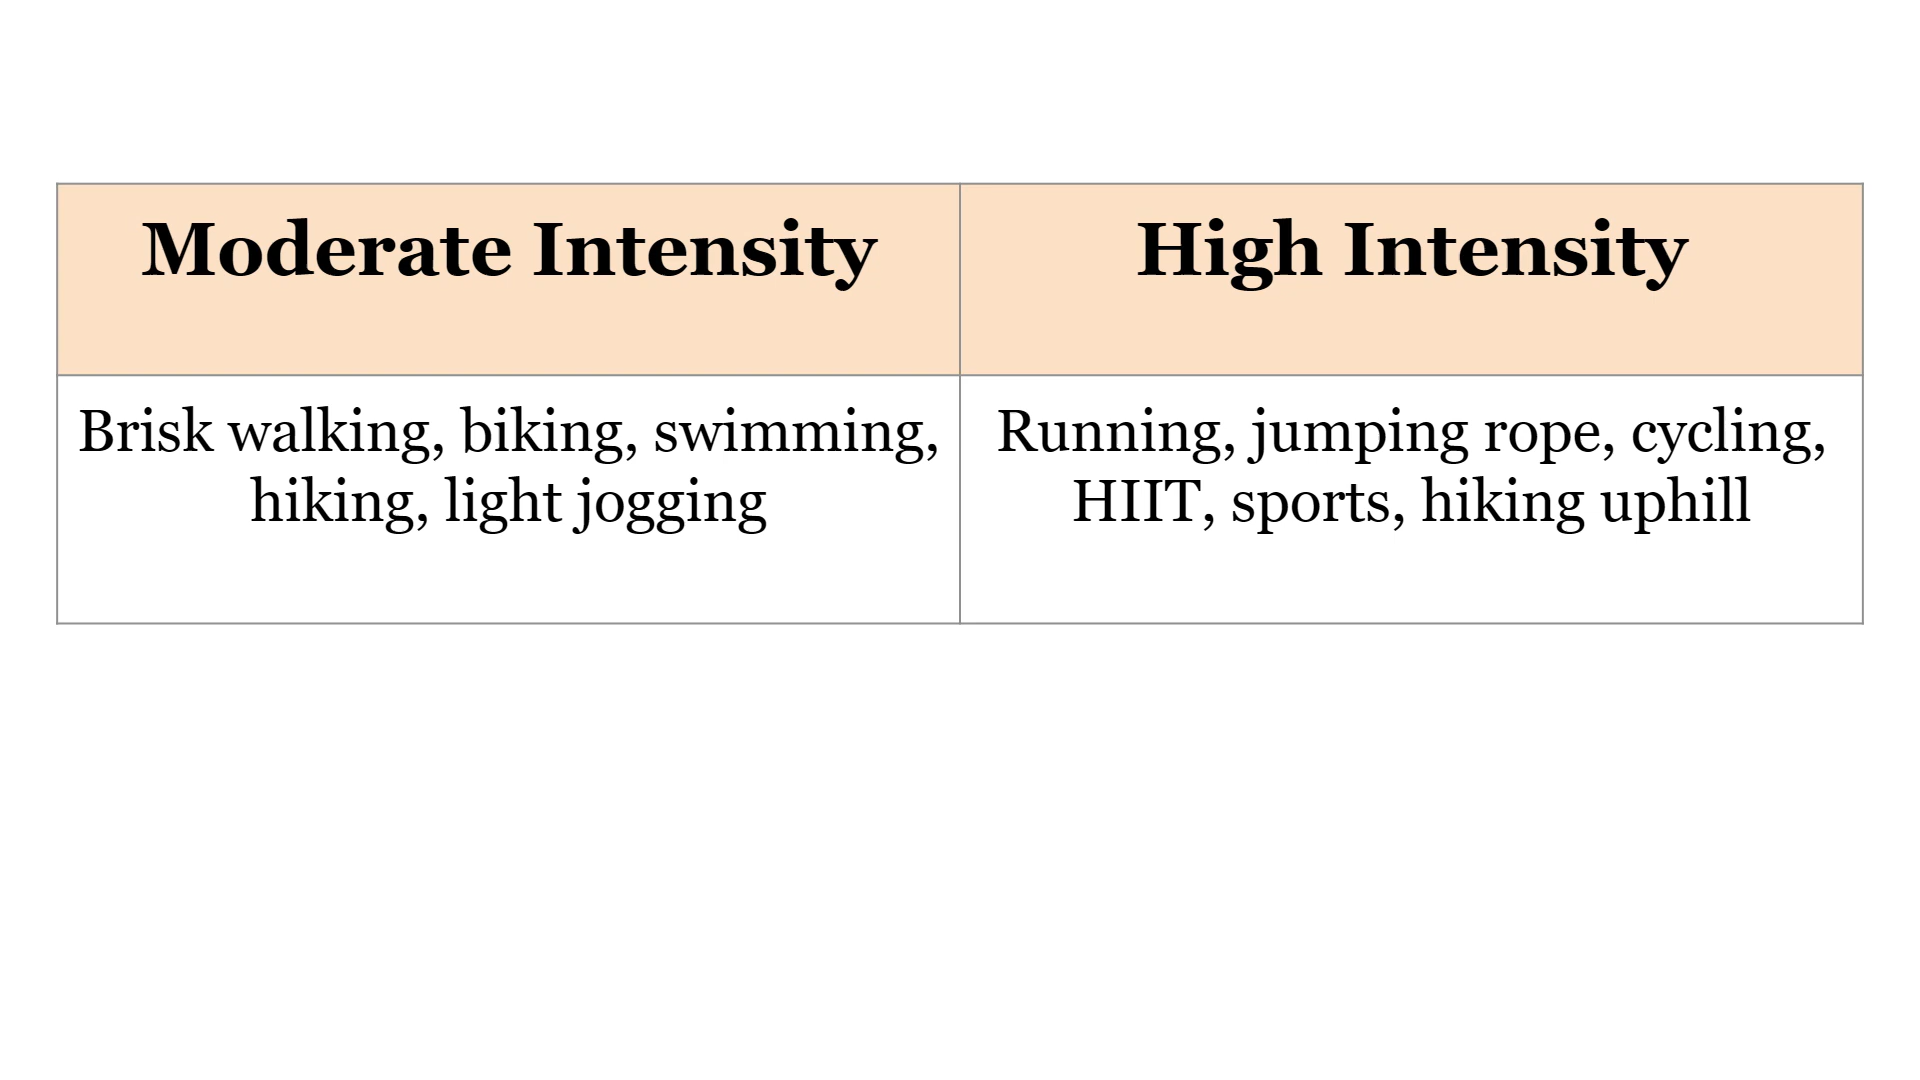 Moderate Intensity
High Intensity
Brisk walking, biking, swimming,
hiking, light jogging
Running, jumping rope, cycling,
HIIT, sports, hiking uphill